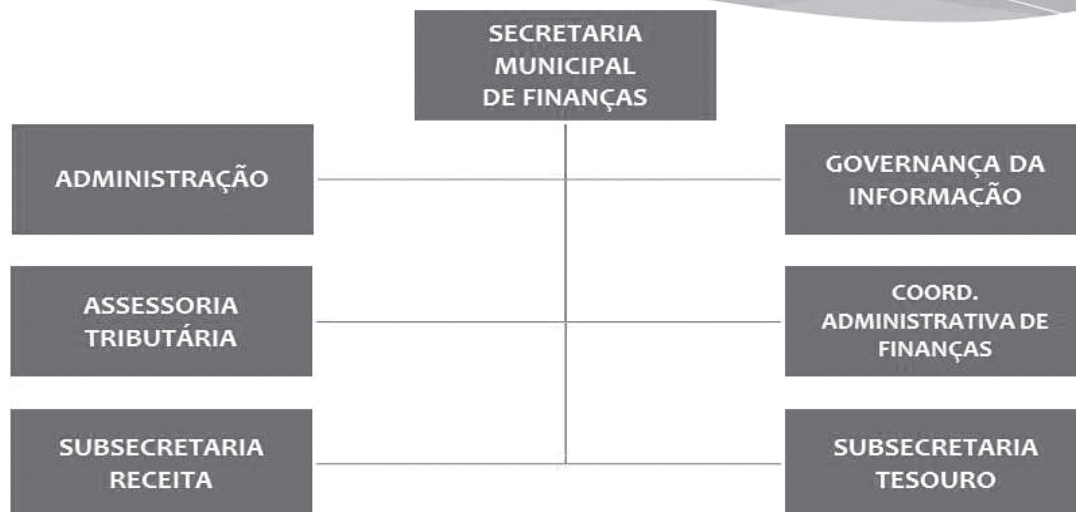 SECRETARIA
MUNICIPAL
DE FINANÇAS
ADMINISTRAÇÃO
GOVERNANÇA DA
INFORMAÇÃO
ASSESSORIA
TRIBUTÁRIA
COORD.
ADMINISTRATIVA DE
FINANÇAS
SUBSECRETARIA
RECEITA
SUBSECRETARIA
TESOURO